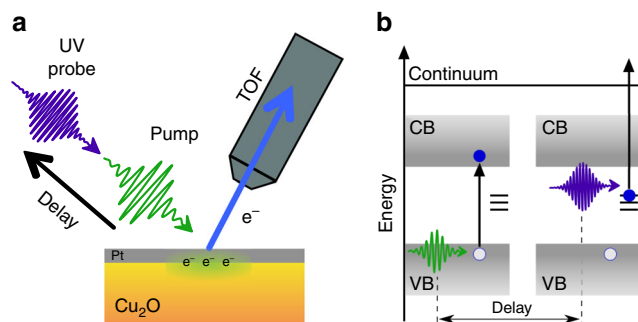 a
UV
probe
Pump
TOF
Delay
e⁻
Pt
e⁻ e⁻ e⁻
Cu₂O
b
Continuum
CB
CB
Energy
VB
VB
Delay